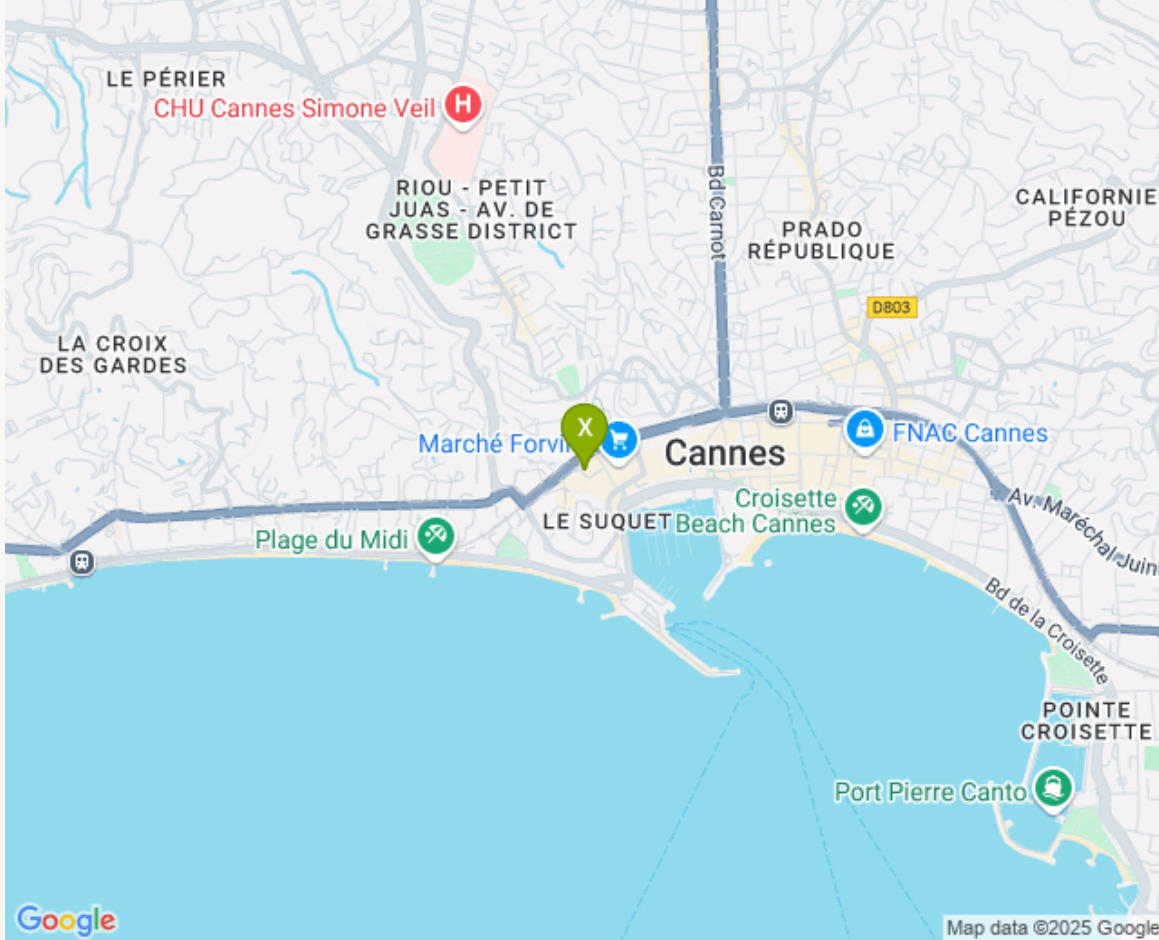 LE PÉRIER
CHU Cannes Simone Veil
H
RIOU - PETIT
JUAS - AV. DE
GRASSE DISTRICT
Bd Carnot
PRADO
RÉPUBLIQUE
CALIFORNIE
PÉZOU
D803
LA CROIX
DES GARDES
X
Marché Forvil
Cannes
FNAC Cannes
LE SUQUET
Croisette
Beach Cannes
Plage du Midi
Av. Maréchal Juin
Bd de la Croisette
POINTE
CROISETTE
Port Pierre Canto
Google
Map data ©2025 Google